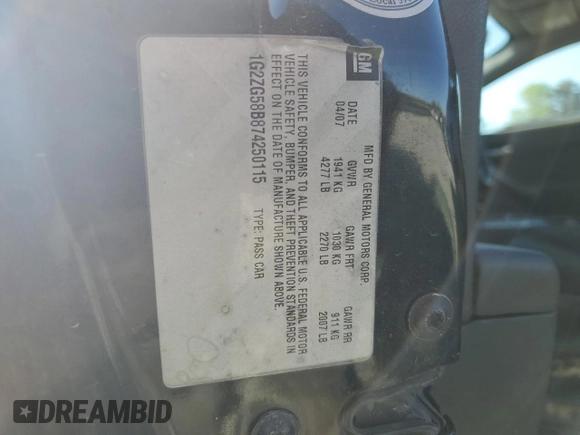 GM
MFD BY GENERAL MOTORS CORP.
DATE GVWR GAWR FRT GAWR RR
04/07 1941 KG 1030 KG 911 KG
4277 LB 2270 LB 2007 LB
THIS VEHICLE CONFORMS TO ALL APPLICABLE U.S. FEDERAL MOTOR
VEHICLE SAFETY, BUMPER, AND THEFT PREVENTION STANDARDS IN
EFFECT ON THE DATE OF MANUFACTURE SHOWN ABOVE.
1G2ZG58B874250115 TYPE: PASS CAR
DREAMBID